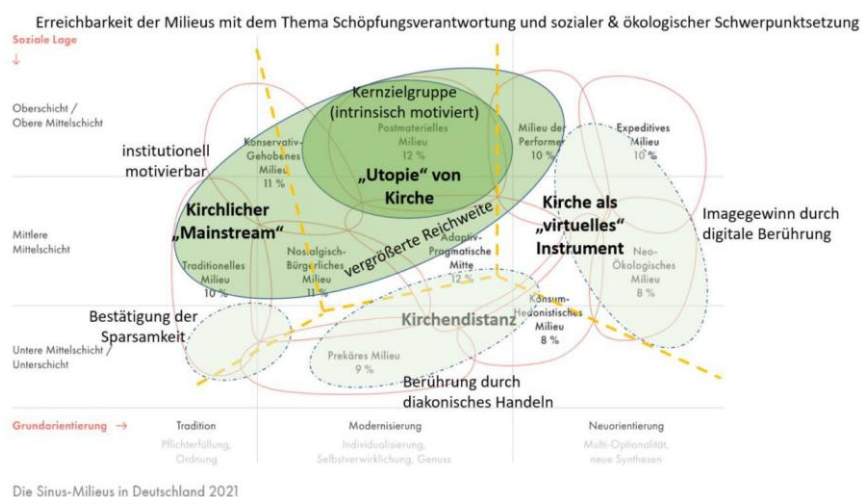 Erreichbarkeit der Milieus mit dem Thema Schöpfungsverantwortung und sozialer & ökologischer Schwerpunktsetzung
Soziale Lage
↓
Oberschicht /
Obere Mittelschicht
institutionell
motivierbar
Konservativ-
Gehobenes
Milieu
11 %
Kernzielgruppe
(intrinsisch motiviert)
Postmaterielles
Milieu
12 %
„Utopie“ von
Kirche
Milieu der
Performer
10 %
Expeditives
Milieu
10 %
Kirchlicher
„Mainstream“
vergrößerte Reichweite
Kirche als
„virtuelles“
Instrument
Imagegewinn durch
digitale Berührung
Mittlere
Mittelschicht
Traditionelles
Milieu
10 %
Nostalgisch-
Bürgerliches
Milieu
11 %
Adaptiv-
Pragmatische
Mitte
12 %
Neo-
Ökologisches
Milieu
8 %
Bestätigung der
Sparsamkeit
Kirchendistanz
Konsum-
Hedonistisches
Milieu
8 %
Untere Mittelschicht /
Unterschicht
Prekäres Milieu
9 %
Berührung durch
diakonisches Handeln
Grundorientierung →
Tradition
Pflichterfüllung,
Ordnung
Modernisierung
Individualisierung,
Selbstverwirklichung, Genuss
Neuorientierung
Multi-Optionalität,
neue Synthesen
Die Sinus-Milieus in Deutschland 2021